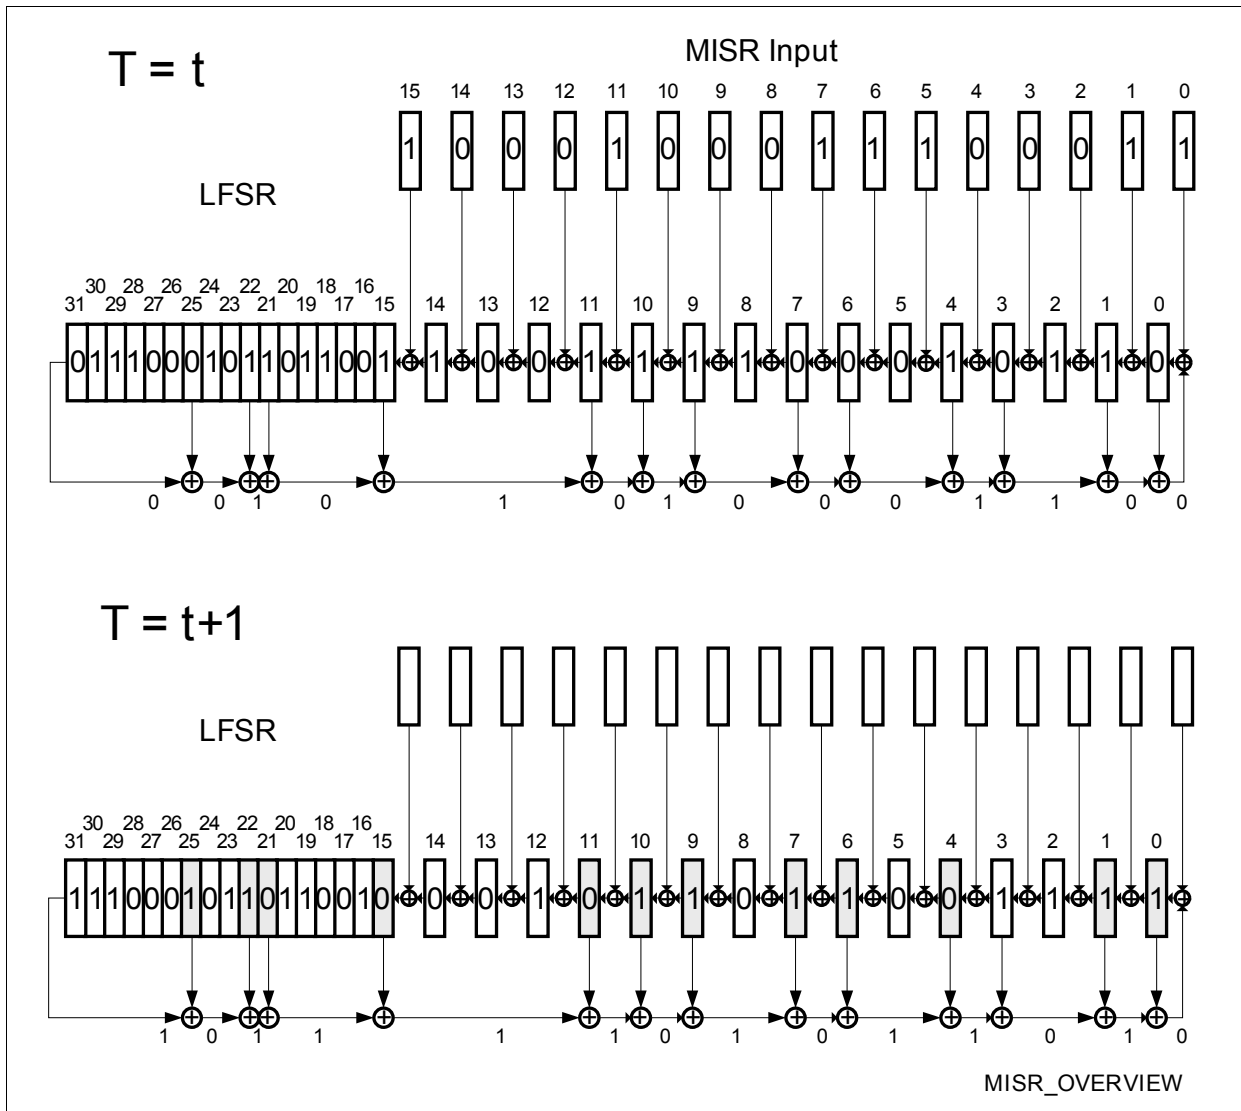 T = t
MISR Input
15 14 13 12 11 10 9 8 7 6 5 4 3 2 1 0
1 0 0 0 1 0 0 0 1 1 1 0 0 0 1 1
LFSR
30 28 26 24 22 20 18 16
31 29 27 25 23 21 19 17 15 14 13 12 11 10 9 8 7 6 5 4 3 2 1 0
0 1 1 1 0 0 0 1 0 1 1 0 1 1 0 0 1 1 0 0 1 1 1 1 0 0 0 1 0 1 1 0
0 0 1 0 1 0 1 0 0 0 1 1 0 0
T = t+1
LFSR
30 28 26 24 22 20 18 16
31 29 27 25 23 21 19 17 15 14 13 12 11 10 9 8 7 6 5 4 3 2 1 0
1 1 1 0 0 0 1 0 1 1 0 1 1 0 0 1 0 0 0 1 0 1 1 0 1 1 0 0 1 1 1 1
1 0 1 1 1 1 0 1 0 1 1 0 1 0
MISR_OVERVIEW